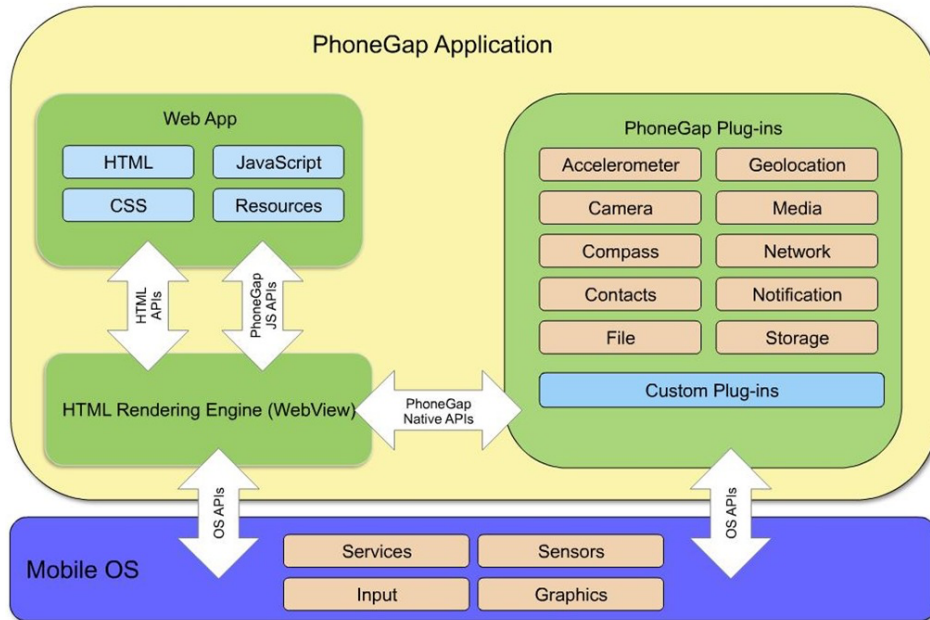 PhoneGap Application
Web App
HTML
JavaScript
CSS
Resources
HTML
APIs
PhoneGap
JS APIs
HTML Rendering Engine (WebView)
PhoneGap
Native APIs
PhoneGap Plug-ins
Accelerometer
Geolocation
Camera
Media
Compass
Network
Contacts
Notification
File
Storage
Custom Plug-ins
OS APIs
OS APIs
Mobile OS
Services
Sensors
Input
Graphics